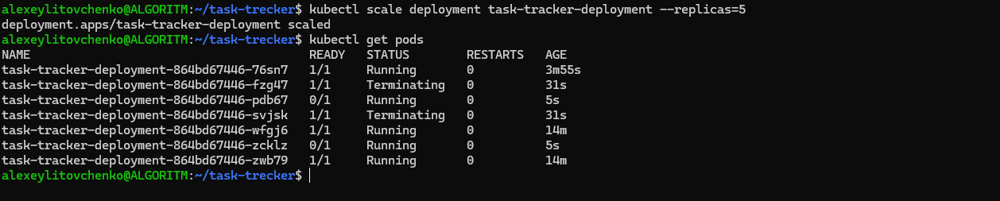 alexeylitovchenko@ALGORITM:~/task-trecker$ kubectl scale deployment task-tracker-deployment --replicas=5
deployment.apps/task-tracker-deployment scaled
alexeylitovchenko@ALGORITM:~/task-trecker$ kubectl get pods
NAME READY STATUS RESTARTS AGE
task-tracker-deployment-864bd67446-76sn7 1/1 Running 0 3m55s
task-tracker-deployment-864bd67446-fzg47 1/1 Terminating 0 31s
task-tracker-deployment-864bd67446-pdb67 0/1 Running 0 5s
task-tracker-deployment-864bd67446-svjsk 1/1 Terminating 0 31s
task-tracker-deployment-864bd67446-wfgj6 1/1 Running 0 14m
task-tracker-deployment-864bd67446-zcklz 0/1 Running 0 5s
task-tracker-deployment-864bd67446-zwb79 1/1 Running 0 14m
alexeylitovchenko@ALGORITM:~/task-trecker$